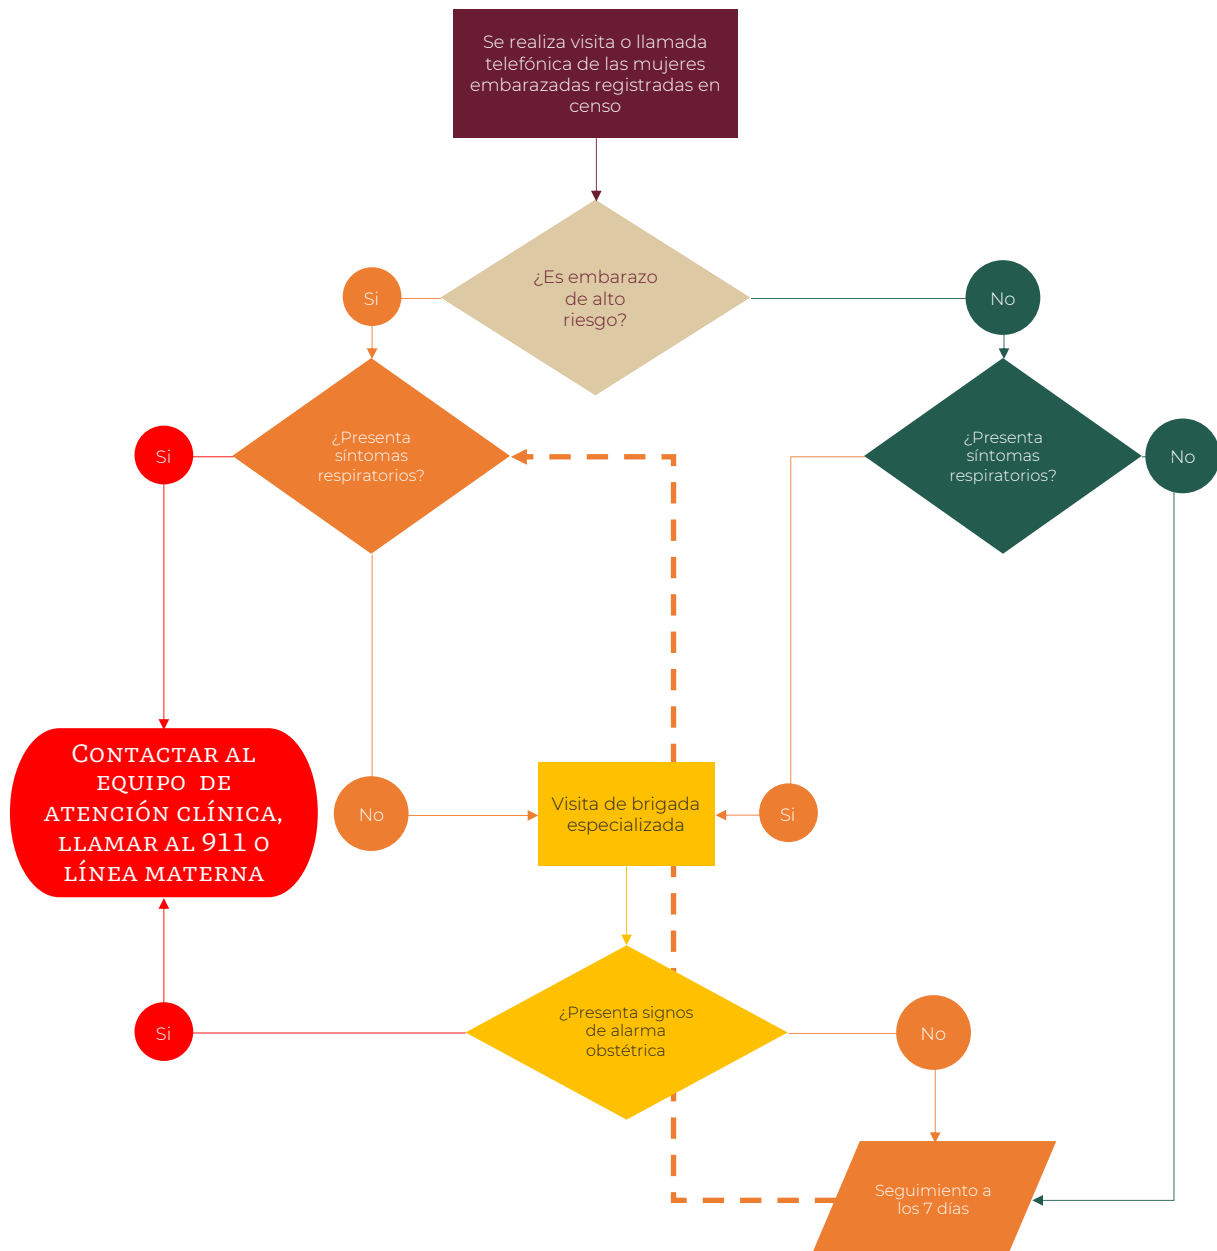 Se realiza visita o llamada
telefónica de las mujeres
embarazadas registradas en
censo
¿Es embarazo
de alto
riesgo?
Si
No
¿Presenta
síntomas
respiratorios?
Si
¿Presenta
síntomas
respiratorios?
No
Contactar al
equipo  de
atención clínica,
llamar al 911 o
línea materna
No
Visita de brigada
especializada
Si
¿Presenta signos
de alarma
obstétrica
Si
No
Seguimiento a
los 7 días